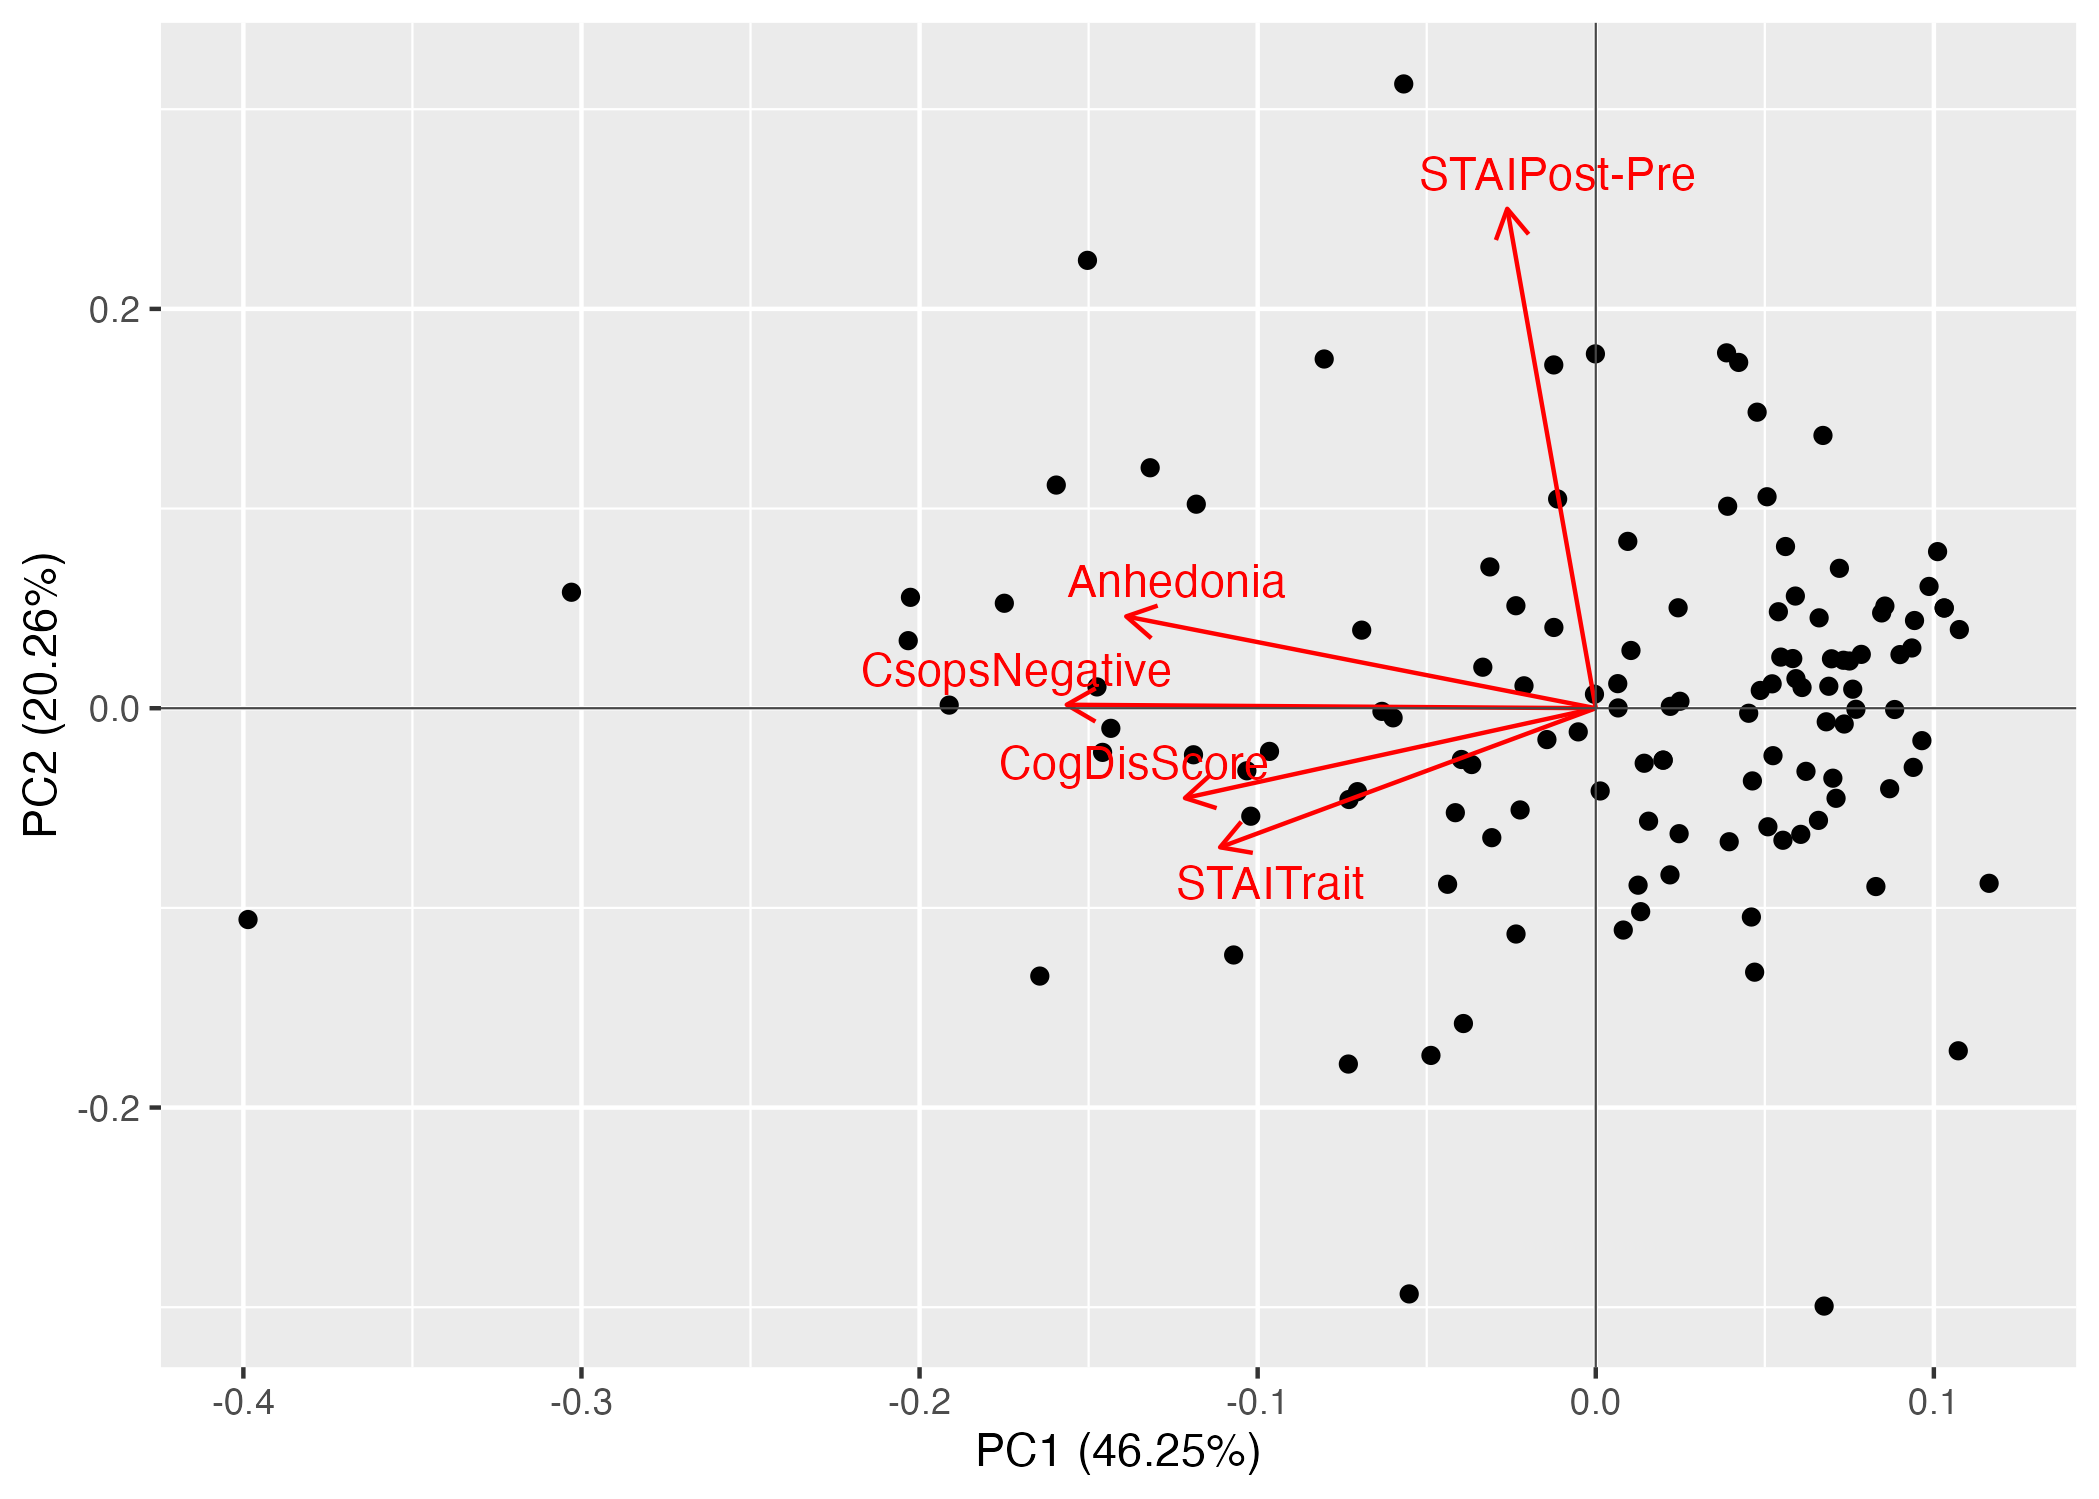 STAIPost-Pre
0.2
Anhedonia
CsopsNegative
0.0
CogDisScore
STAITrait
-0.2
PC2 (20.26%)
-0.4 -0.3 -0.2 -0.1 0.0 0.1
PC1 (46.25%)